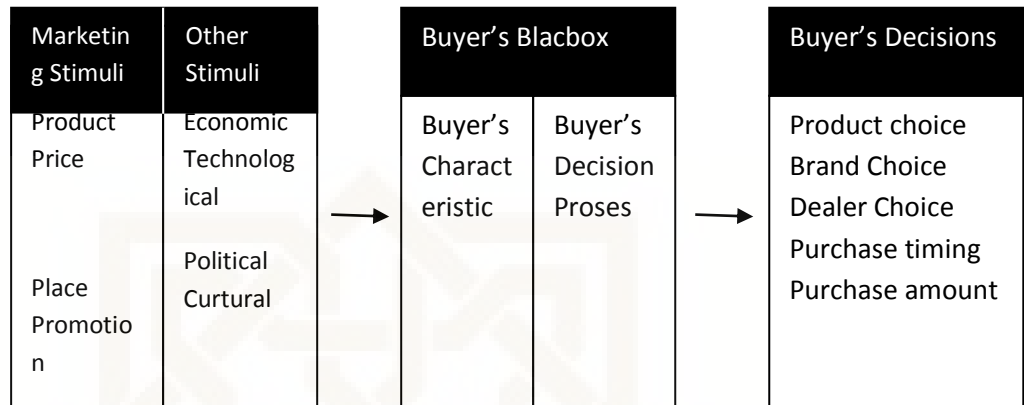 Marketin
g Stimuli
Other
Stimuli
Product
Price
Place
Promotio
n
Economic
Technolog
ical
Political
Curtural
Buyer’s Blacbox
Buyer’s
Charact
eristic
Buyer’s
Decision
Proses
Buyer’s Decisions
Product choice
Brand Choice
Dealer Choice
Purchase timing
Purchase amount